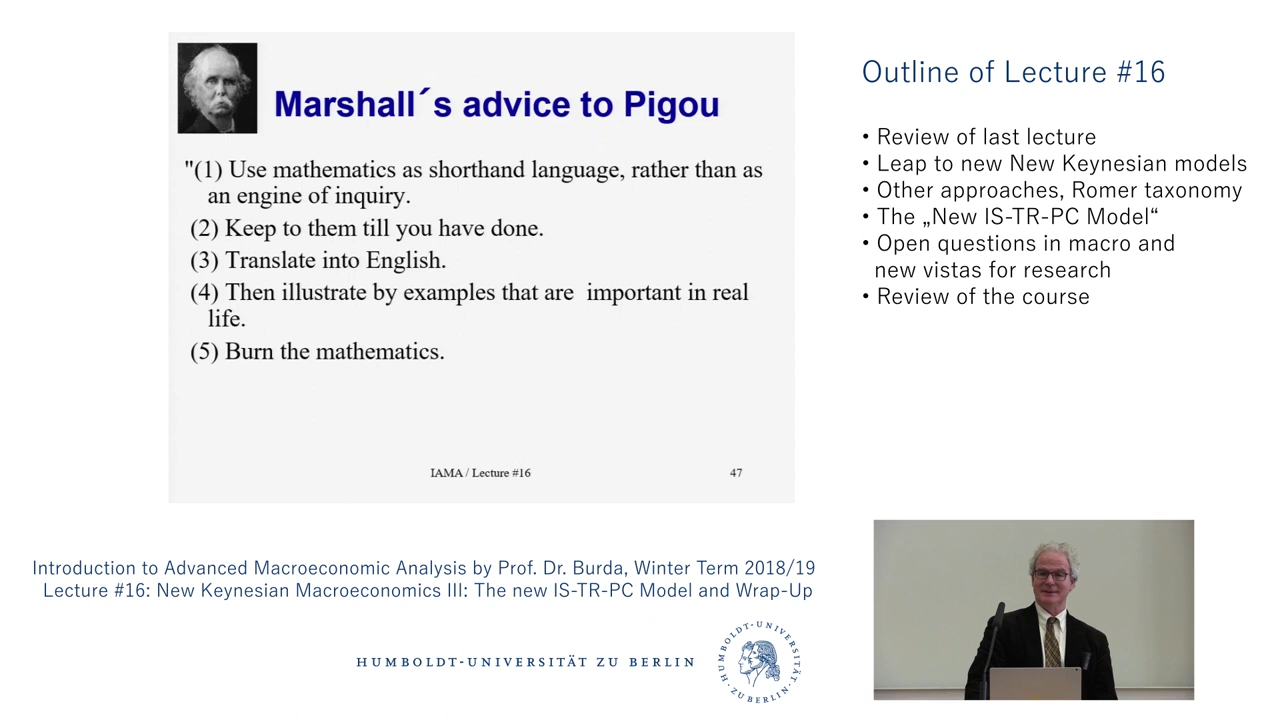 Marshall´s advice to Pigou
"(1) Use mathematics as shorthand language, rather than as
an engine of inquiry.
(2) Keep to them till you have done.
(3) Translate into English.
(4) Then illustrate by examples that are  important in real
life.
(5) Burn the mathematics.
IAMA / Lecture #16
47
Outline of Lecture #16
• Review of last lecture
• Leap to new New Keynesian models
• Other approaches, Romer taxonomy
• The „New IS-TR-PC Model“
• Open questions in macro and
new vistas for research
• Review of the course
Introduction to Advanced Macroeconomic Analysis by Prof. Dr. Burda, Winter Term 2018/19
Lecture #16: New Keynesian Macroeconomics III: The new IS-TR-PC Model and Wrap-Up
HUMBOLDT-UNIVERSITÄT ZU BERLIN
HUMBOLDT-UNIVERSITÄT
ZU BERLIN